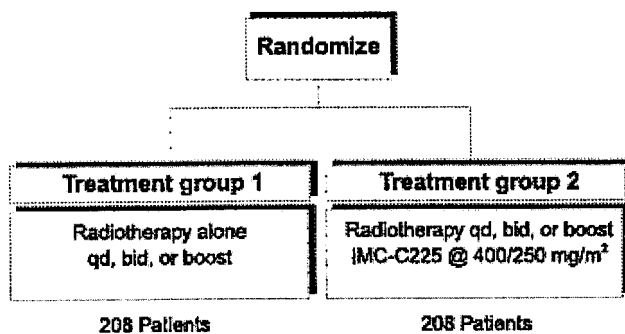 Randomize
Treatment group 1
Radiotherapy alone
qd, bid, or boost
208 Patients
Treatment group 2
Radiotherapy qd, bid, or boost
IMC-C225 @ 400/250 mg/m²
208 Patients